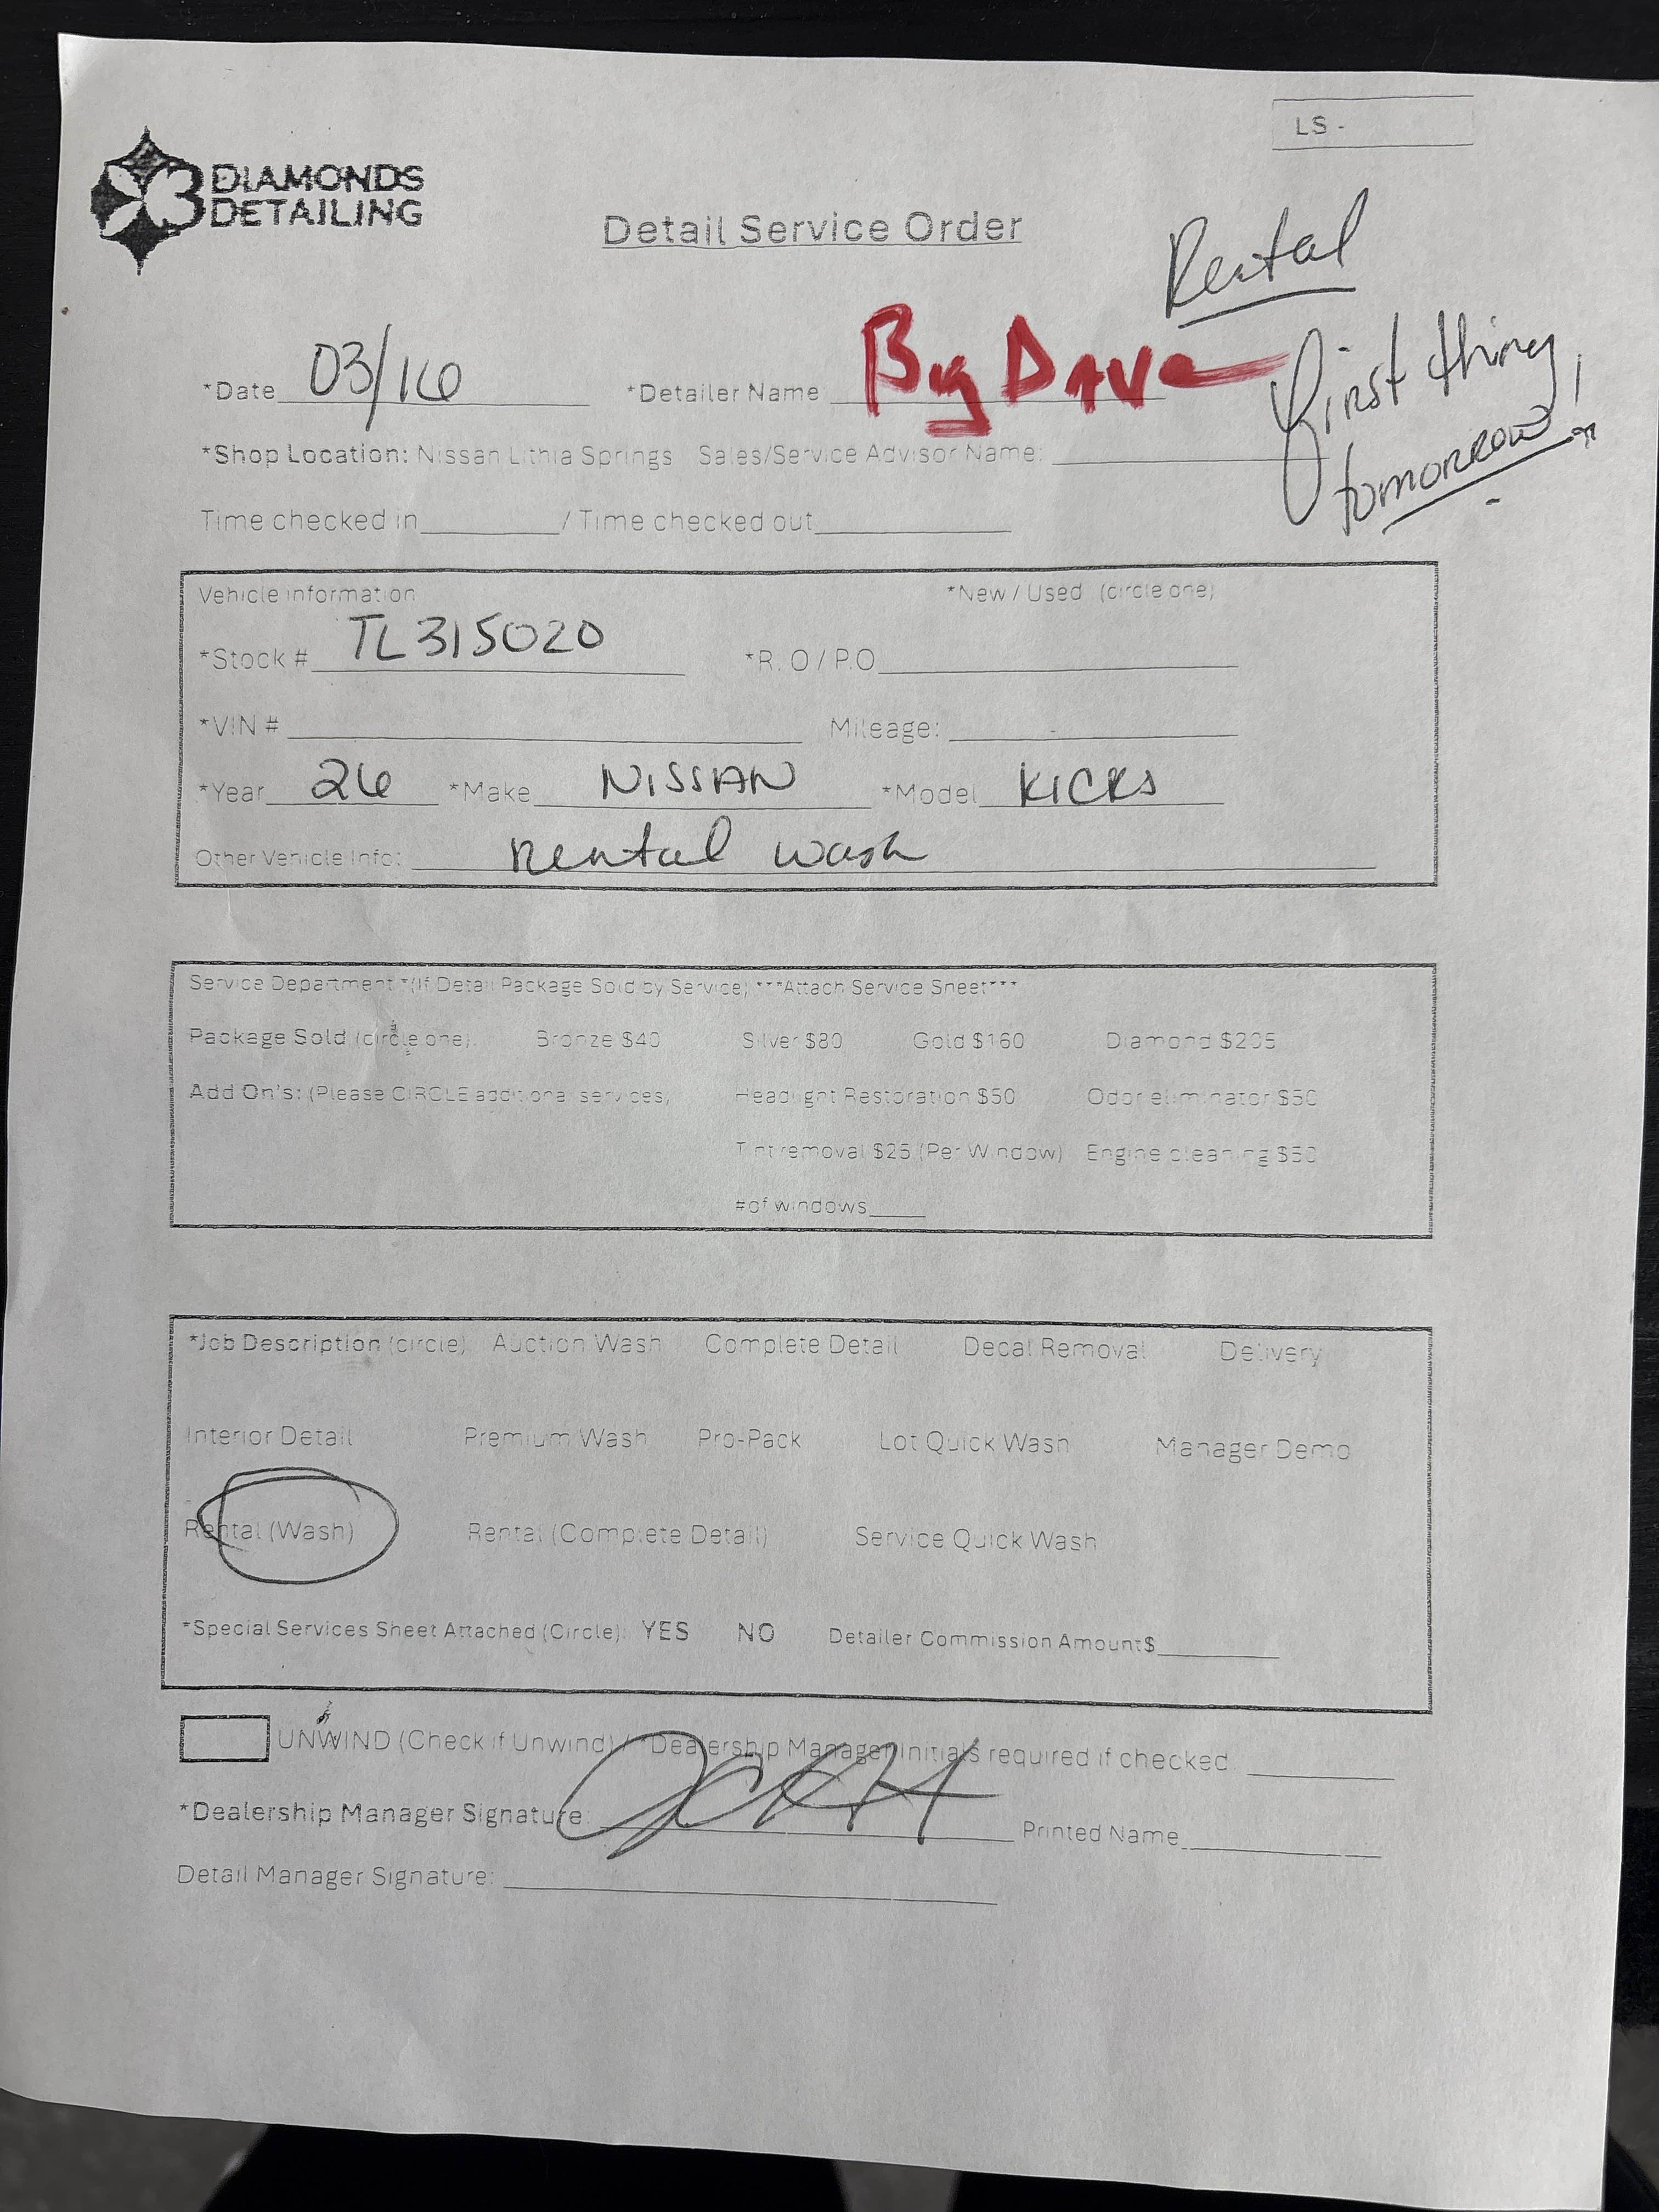 LS -
3 DIAMONDS
DETAILING
Detail Service Order
Rental
first thing
tomorrow
*Date 03/16 *Detailer Name: Big Dave
*Shop Location: Nissan Lithia Springs Sales/Service Advisor Name:
Time checked in / Time checked out
Vehicle information *New / Used (circle one)
*Stock # TL315020 *R.O / P.O
*VIN # Mileage:
*Year 26 *Make NISSAN *Model KICKS
Other Vehicle Info: Rental wash
Service Department *(If Detail Package Sold by Service) ***Attach Service Sheet***
Package Sold (circle one). Bronze $40 Silver $80 Gold $160 Diamond $205
Add On's: (Please CIRCLE additional services) Headlight Restoration $50 Odor eliminator $50
Tint removal $25 (Per Window) Engine cleaning $50
#of windows
*Job Description (circle) Auction Wash Complete Detail Decal Removal Delivery
Interior Detail Premium Wash Pro-Pack Lot Quick Wash Manager Demo
Rental (Wash) Rental (Complete Detail) Service Quick Wash
*Special Services Sheet Attached (Circle): YES NO Detailer Commission Amount $
UNWIND (Check if Unwind) / *Dealership Manager Initials required if checked
*Dealership Manager Signature: Printed Name
Detail Manager Signature: